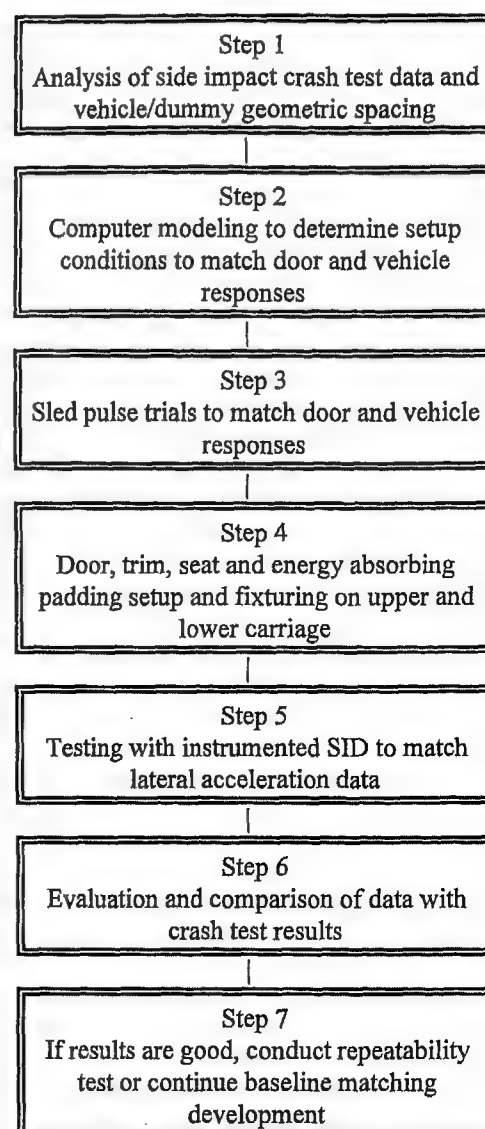 Step 1
Analysis of side impact crash test data and
vehicle/dummy geometric spacing
Step 2
Computer modeling to determine setup
conditions to match door and vehicle
responses
Step 3
Sled pulse trials to match door and vehicle
responses
Step 4
Door, trim, seat and energy absorbing
padding setup and fixturing on upper and
lower carriage
Step 5
Testing with instrumented SID to match
lateral acceleration data
Step 6
Evaluation and comparison of data with
crash test results
Step 7
If results are good, conduct repeatability
test or continue baseline matching
development